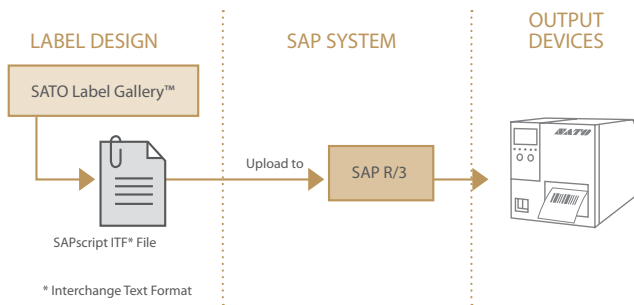 LABEL DESIGN
SAP SYSTEM
OUTPUT
DEVICES
SATO Label Gallery™
SATO
Upload to
SAP R/3
SAPscript ITF* File
* Interchange Text Format